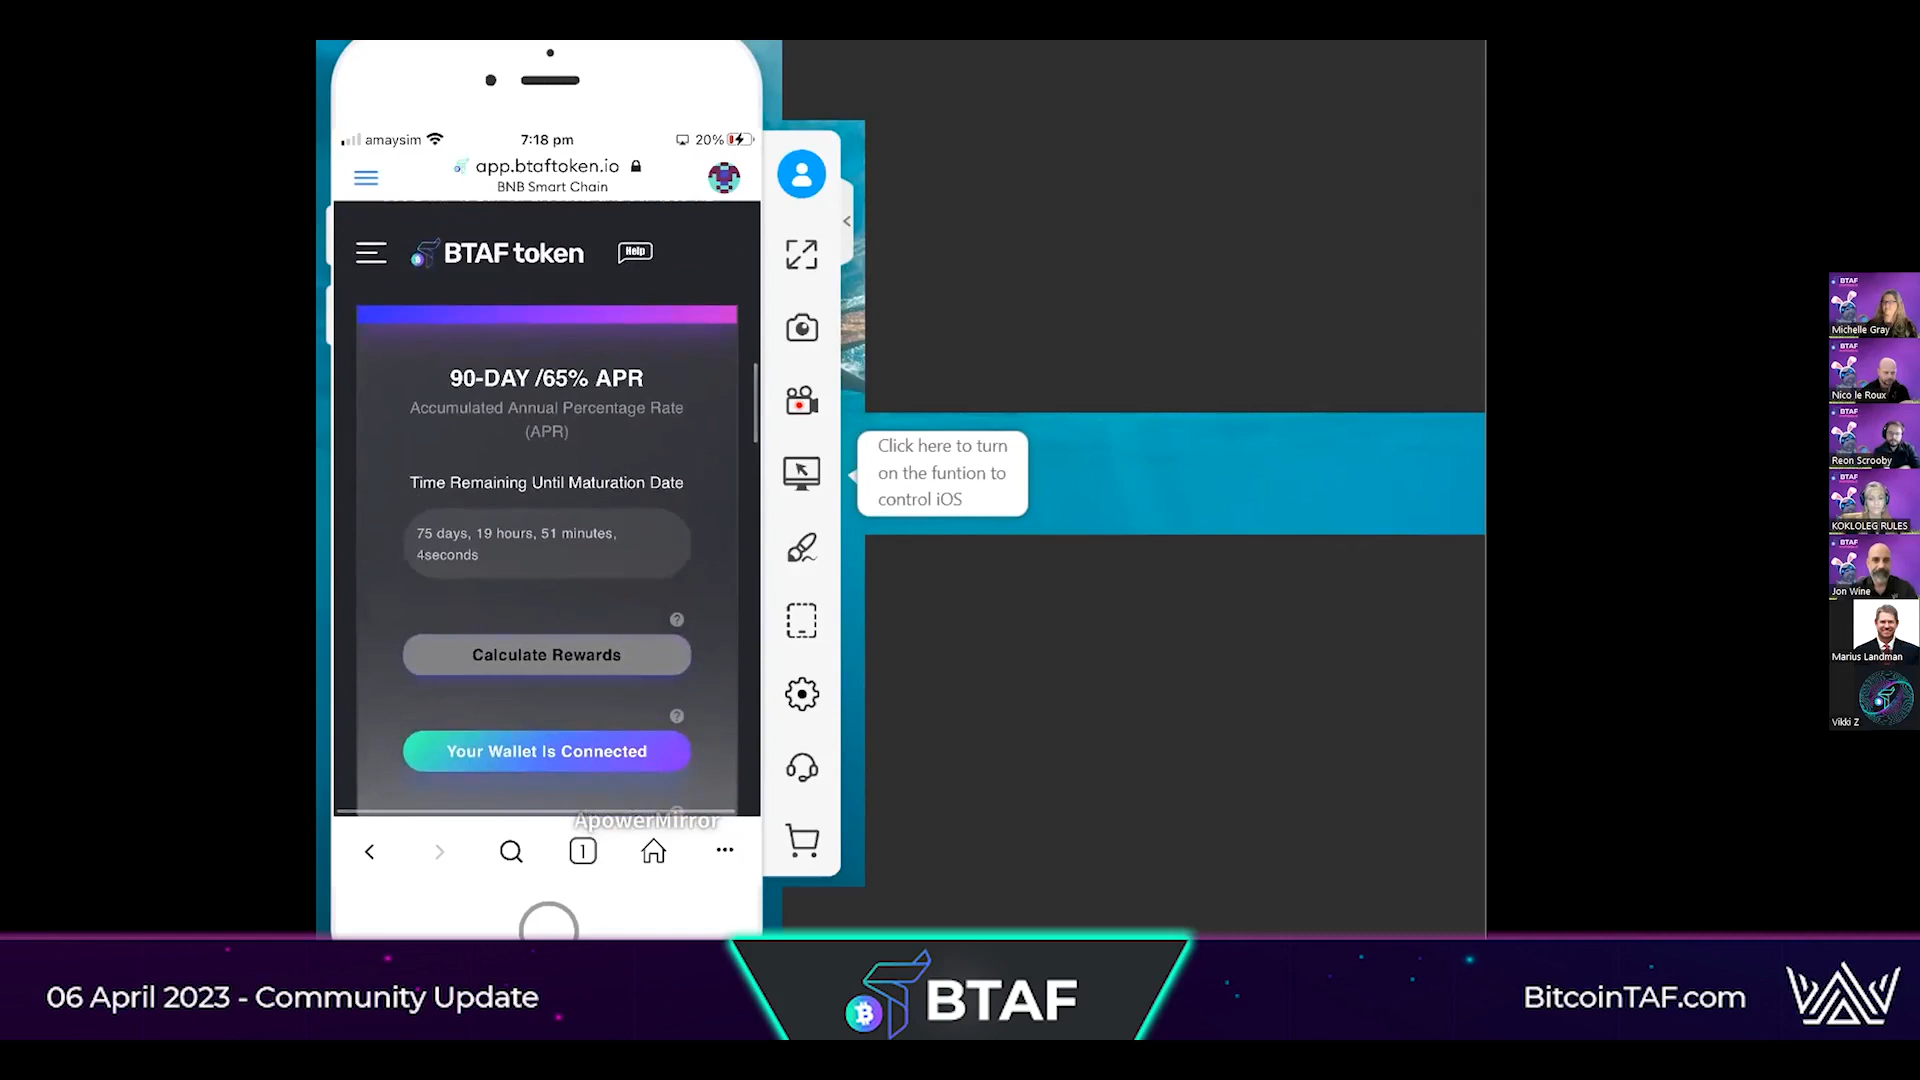 amaysim
7:18 pm
20%
app.btaftoken.io
BNB Smart Chain
BTAF token
Help
90-DAY /65% APR
Accumulated Annual Percentage Rate
(APR)
Time Remaining Until Maturation Date
75 days, 19 hours, 51 minutes,
4seconds
?
Calculate Rewards
?
Your Wallet Is Connected
ApowerMirror
1
Click here to turn
on the funtion to
control iOS
BTAF
Michelle Gray
BTAF
Nico le Roux
BTAF
Reon Scrooby
BTAF
KOKLOLEG RULES
BTAF
Jon Wine
Marius Landman
Vikki Z
06 April 2023 - Community Update
BTAF
BitcoinTAF.com